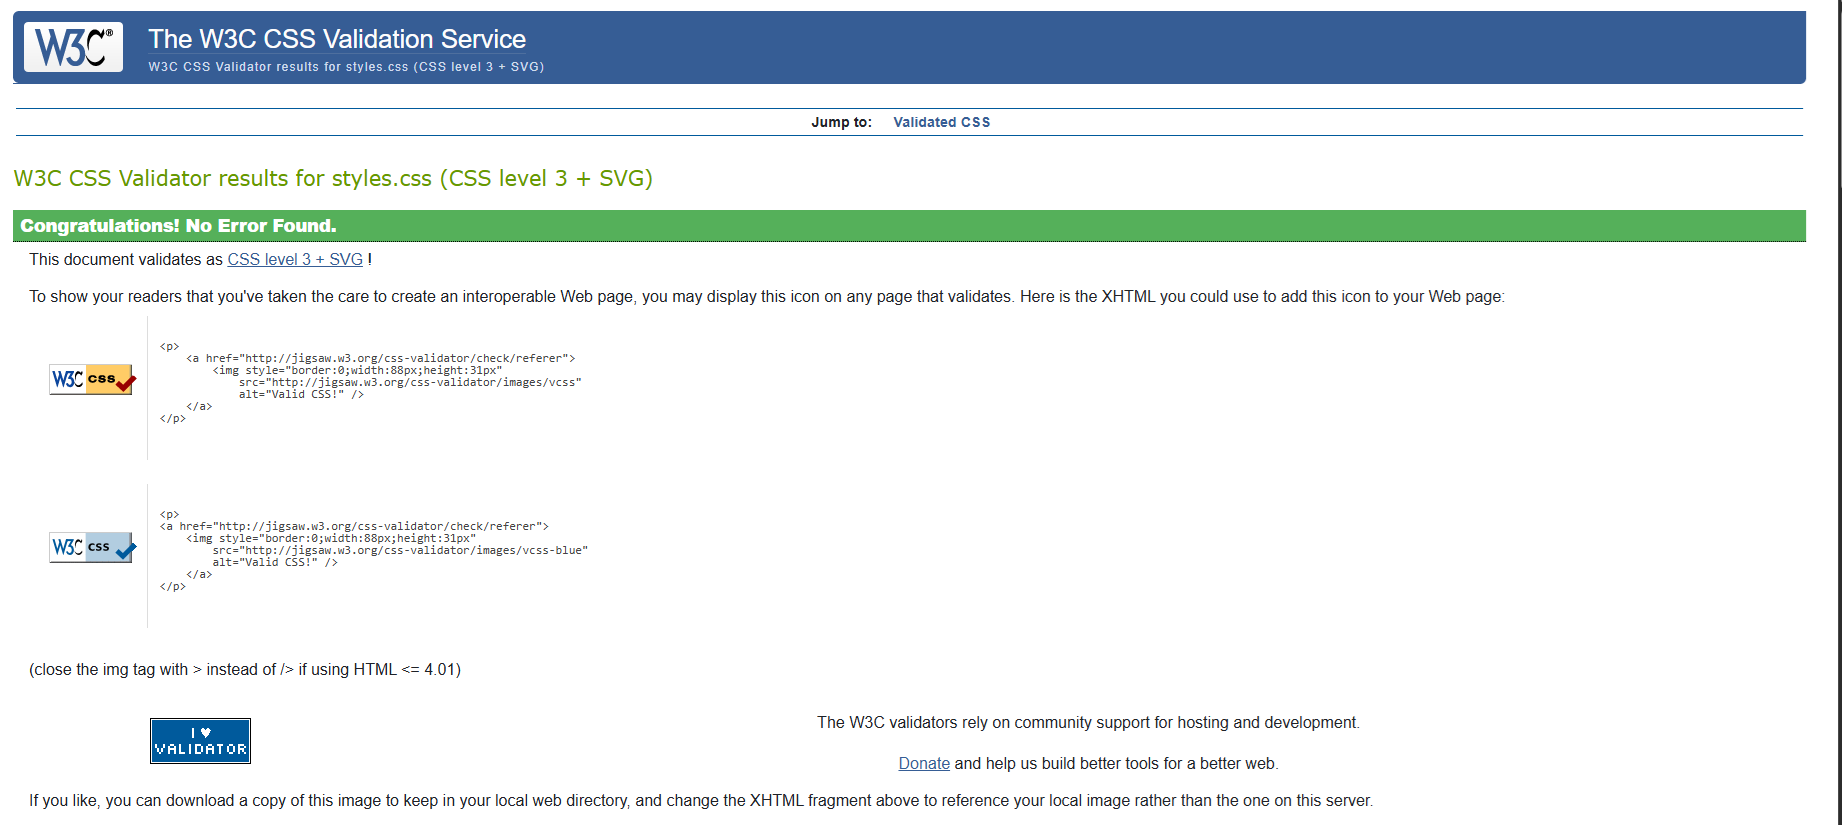 W3C®
The W3C CSS Validation Service
W3C CSS Validator results for styles.css (CSS level 3 + SVG)
Jump to: Validated CSS
W3C CSS Validator results for styles.css (CSS level 3 + SVG)
Congratulations! No Error Found.
This document validates as CSS level 3 + SVG !
To show your readers that you've taken the care to create an interoperable Web page, you may display this icon on any page that validates. Here is the XHTML you could use to add this icon to your Web page:
W3C css
<p>
    <a href="http://jigsaw.w3.org/css-validator/check/referer">
        <img style="border:0;width:88px;height:31px"
            src="http://jigsaw.w3.org/css-validator/images/vcss"
            alt="Valid CSS!" />
    </a>
</p>
W3C css
<p>
<a href="http://jigsaw.w3.org/css-validator/check/referer">
    <img style="border:0;width:88px;height:31px"
        src="http://jigsaw.w3.org/css-validator/images/vcss-blue"
        alt="Valid CSS!" />
    </a>
</p>
(close the img tag with > instead of /> if using HTML <= 4.01)
I ♥
VALIDATOR
The W3C validators rely on community support for hosting and development.
Donate and help us build better tools for a better web.
If you like, you can download a copy of this image to keep in your local web directory, and change the XHTML fragment above to reference your local image rather than the one on this server.